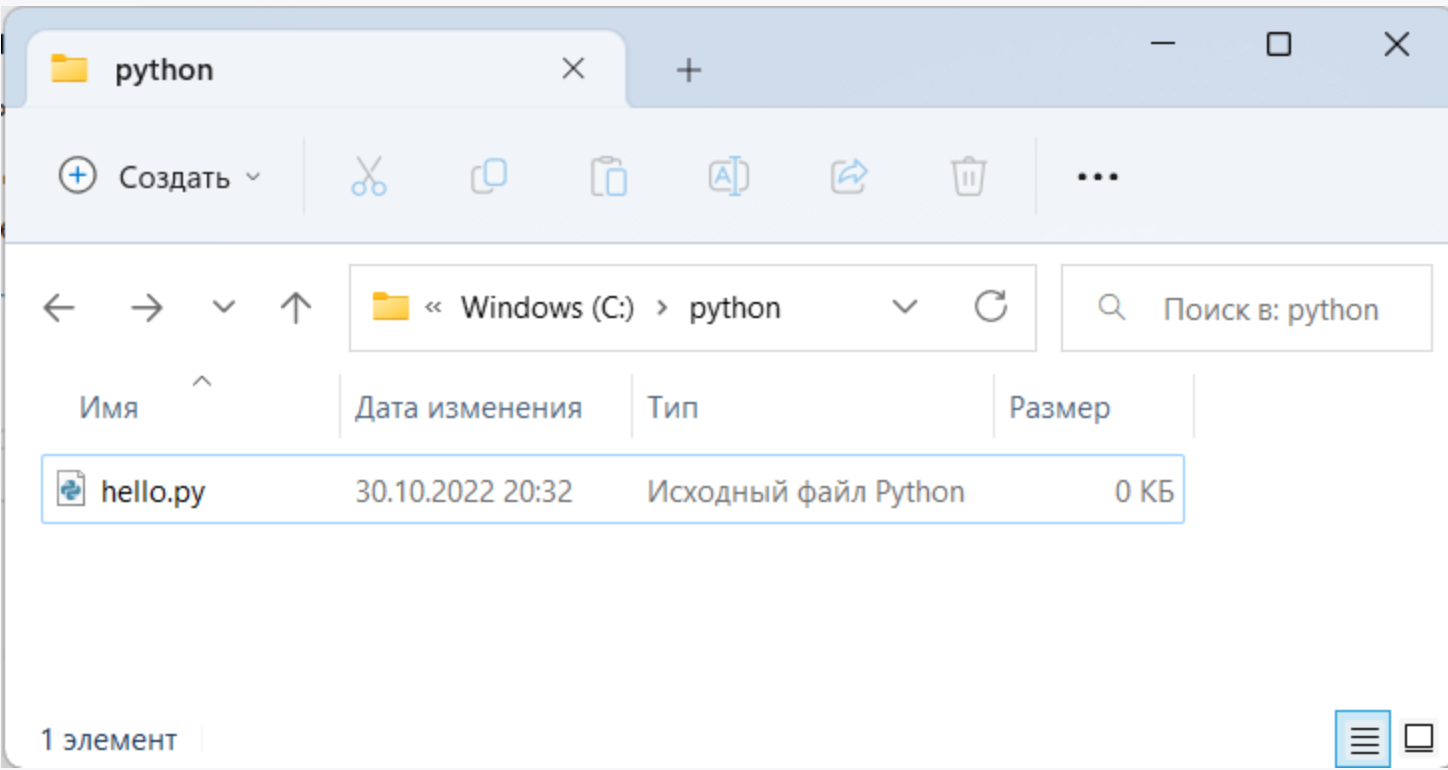 python
Создать
Windows (C:) python Поиск в: python
Имя Дата изменения Тип Размер
hello.py 30.10.2022 20:32 Исходный файл Python 0 КБ
1 элемент